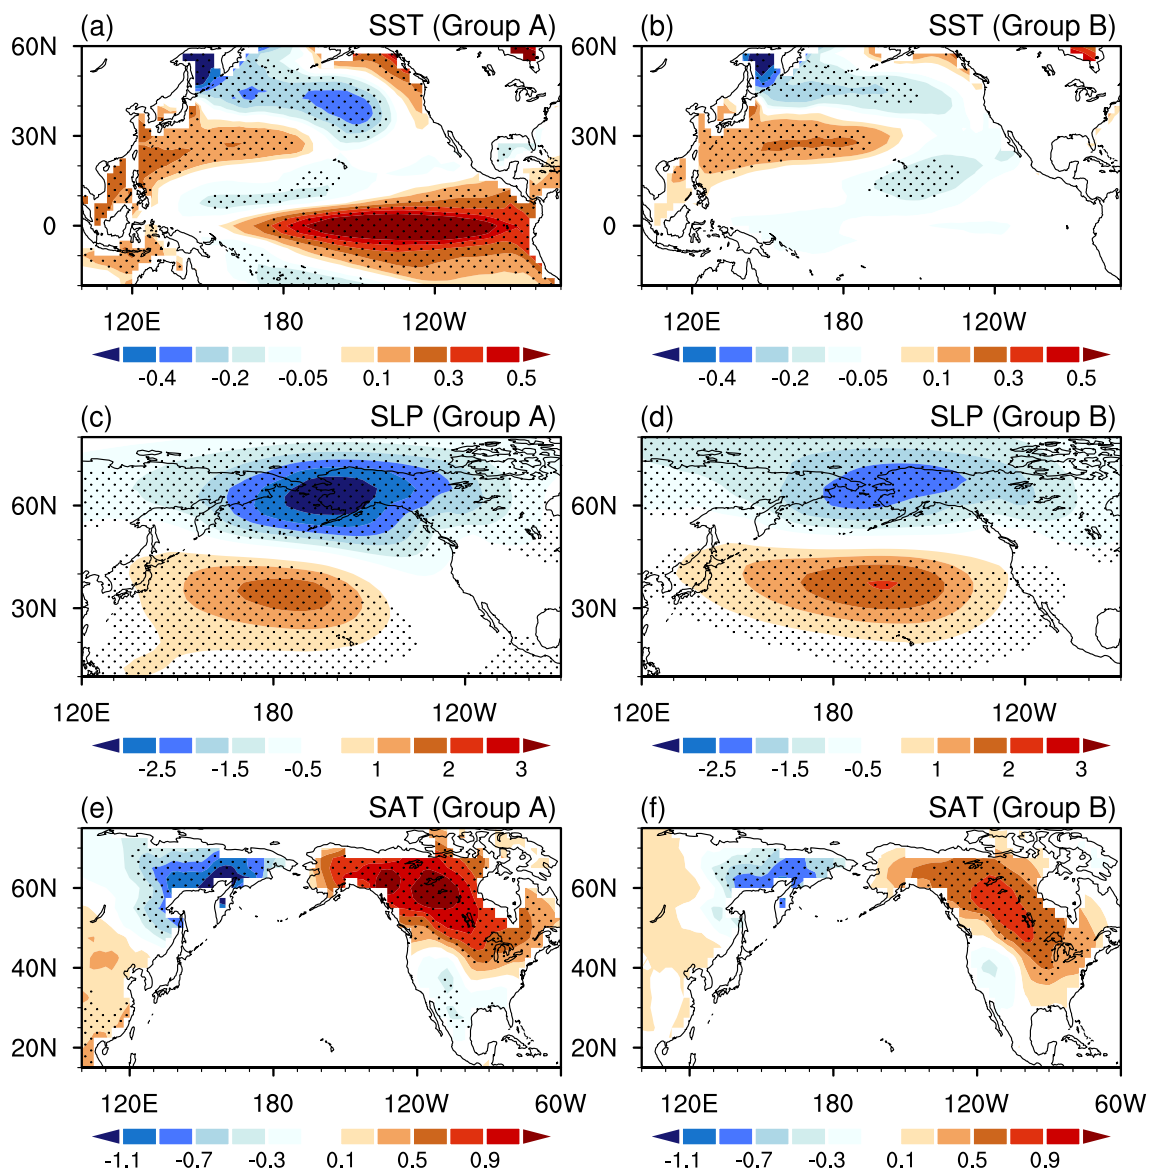 (a) SST (Group A) (b) SST (Group B)
60N 60N
30N 30N
0 0
120E 180 120W 120E 180 120W
-0.4 -0.2 -0.05 0.1 0.3 0.5 -0.4 -0.2 -0.05 0.1 0.3 0.5
(c) SLP (Group A) (d) SLP (Group B)
60N 60N
30N 30N
120E 180 120W 120E 180 120W
-2.5 -1.5 -0.5 1 2 3 -2.5 -1.5 -0.5 1 2 3
(e) SAT (Group A) (f) SAT (Group B)
60N 60N
40N 40N
20N 20N
120E 180 120W 60W 120E 180 120W 60W
-1.1 -0.7 -0.3 0.1 0.5 0.9 -1.1 -0.7 -0.3 0.1 0.5 0.9